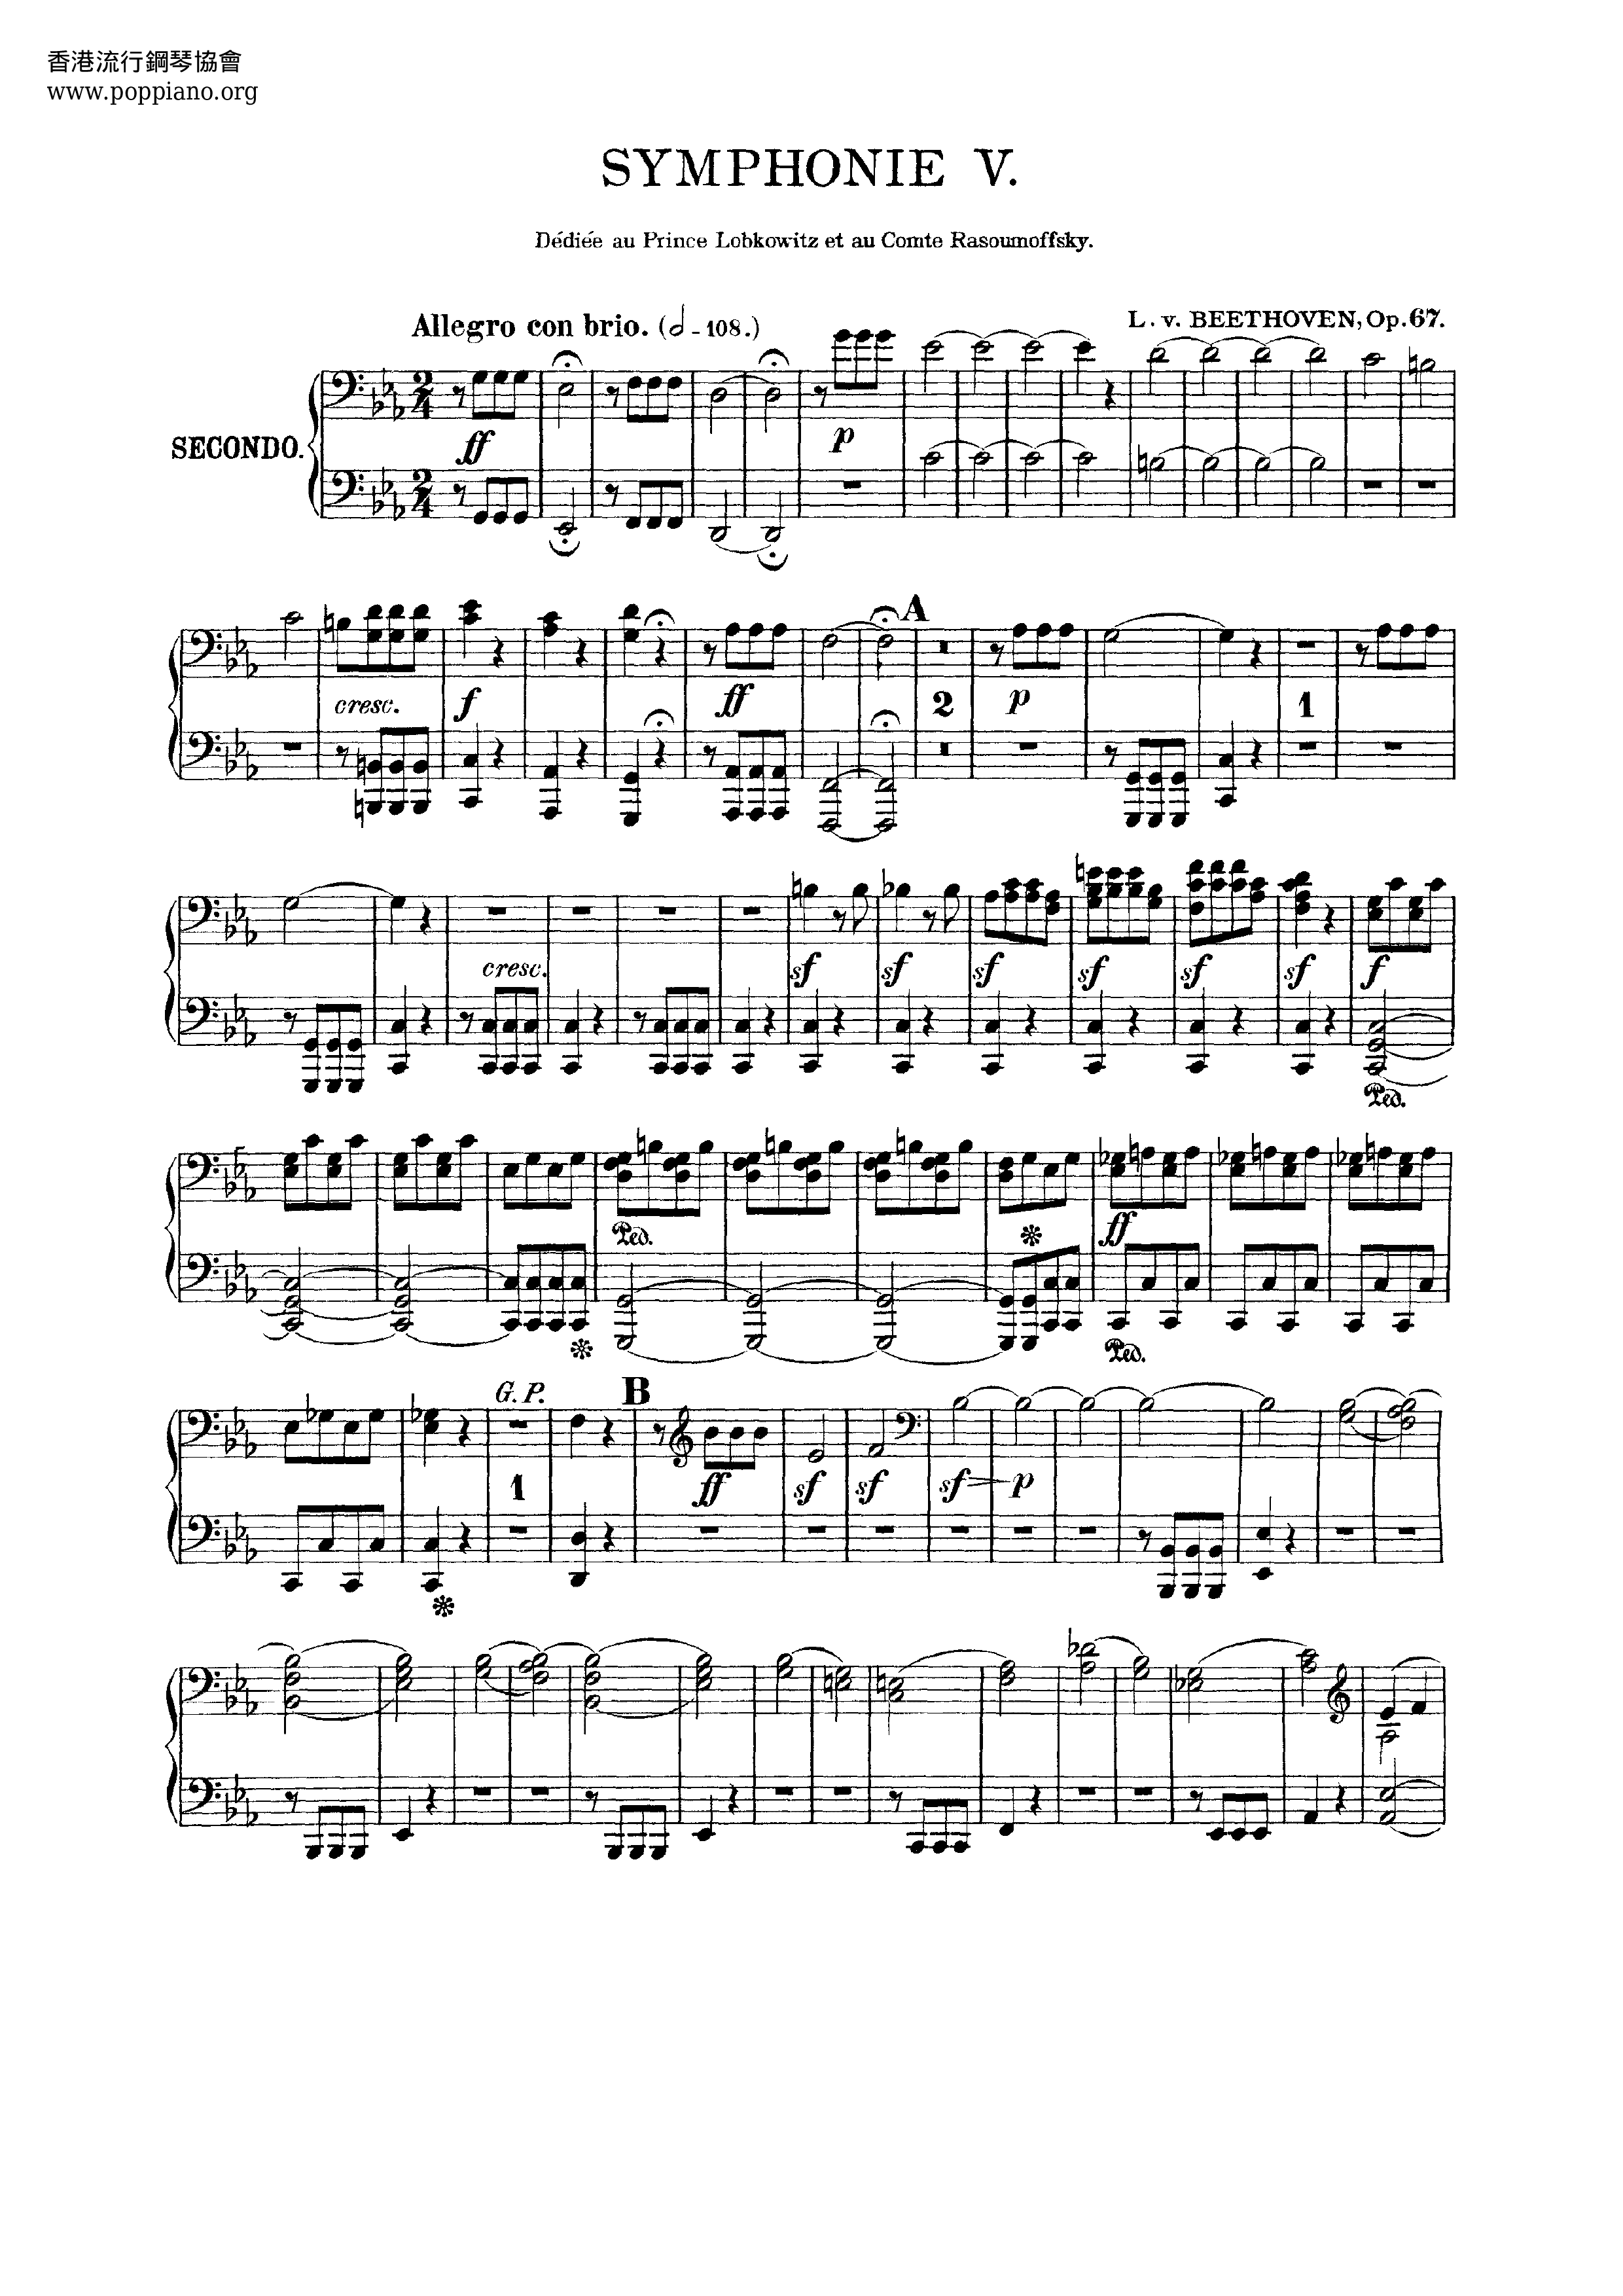 香港流行鋼琴協會
www.poppiano.org
SYMPHONIE V.
Dédiée au Prince Lobkowitz et au Comte Rasoumoffsky.
Allegro con brio. (𝅗𝅥 - 108.)
L. v. BEETHOVEN, Op. 67.
SECONDO.
ff
p
A
cresc.
f
ff
2
p
1
cresc.
sf
sf
sf
sf
sf
sf
f
Ped.
Ped.
ff
Ped.
G. P.
B
1
ff
sf
sf
sf
p